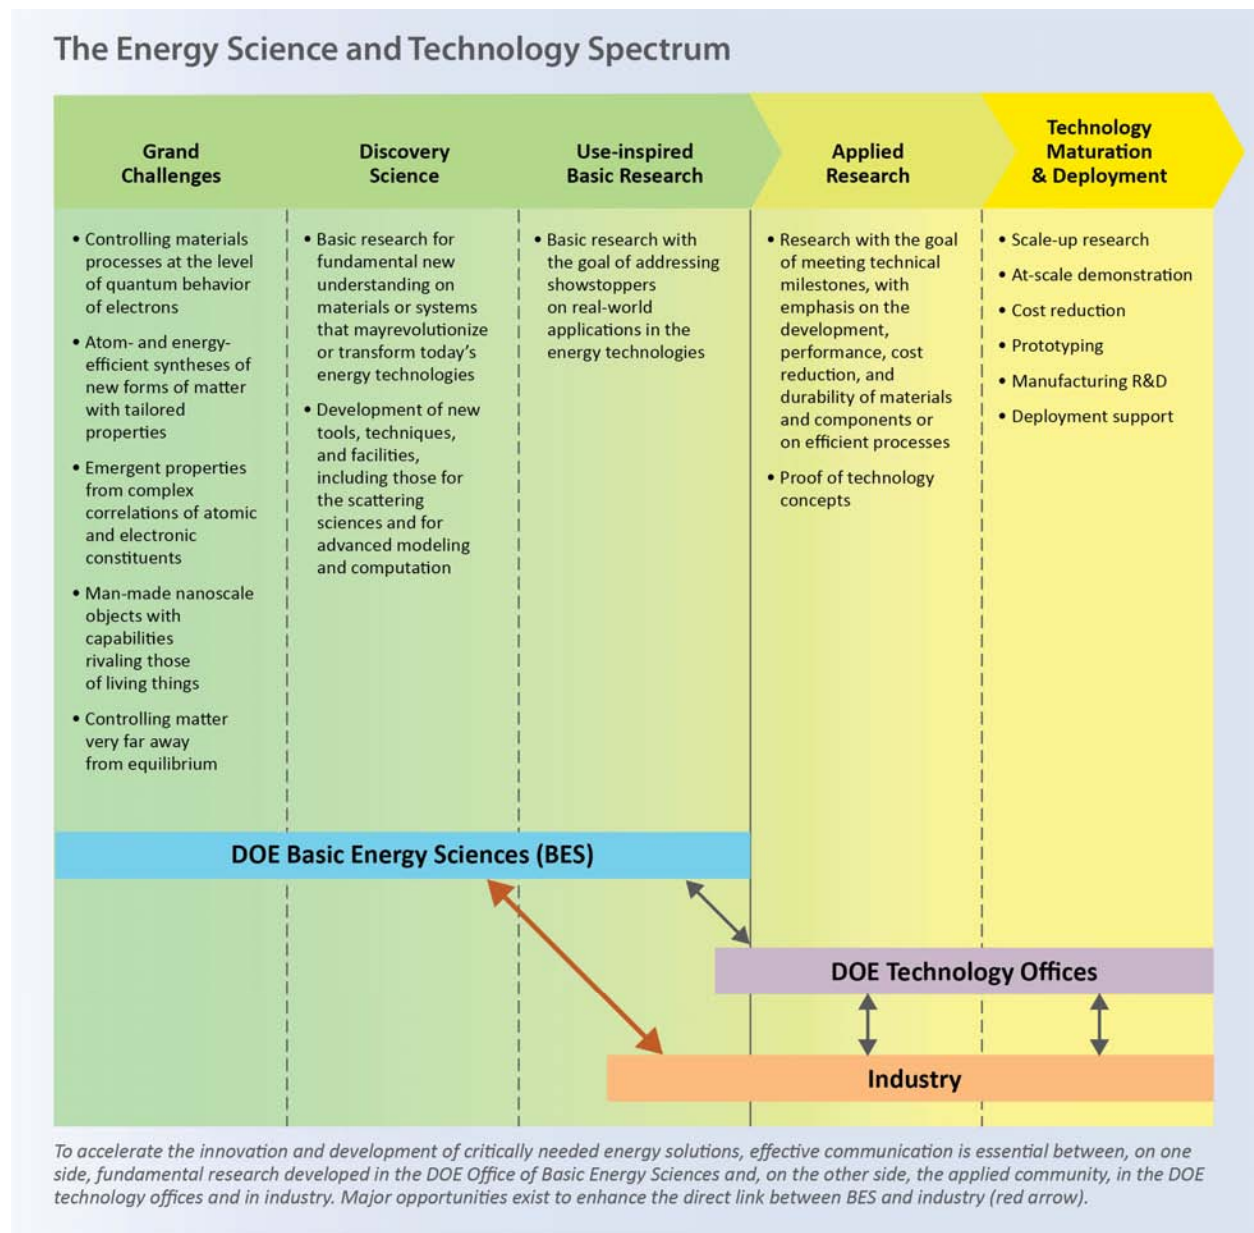 The Energy Science and Technology Spectrum
Grand
Challenges
Discovery
Science
Use-inspired
Basic Research
Applied
Research
Technology
Maturation
& Deployment
• Controlling materials
processes at the level
of quantum behavior
of electrons
• Atom- and energy-
efficient syntheses of
new forms of matter
with tailored
properties
• Emergent properties
from complex
correlations of atomic
and electronic
constituents
• Man-made nanoscale
objects with
capabilities
rivaling those
of living things
• Controlling matter
very far away
from equilibrium
• Basic research for
fundamental new
understanding on
materials or systems
that mayrevolutionize
or transform today's
energy technologies
• Development of new
tools, techniques,
and facilities,
including those for
the scattering
sciences and for
advanced modeling
and computation
• Basic research with
the goal of addressing
showstoppers
on real-world
applications in the
energy technologies
• Research with the goal
of meeting technical
milestones, with
emphasis on the
development,
performance, cost
reduction, and
durability of materials
and components or
on efficient processes
• Proof of technology
concepts
• Scale-up research
• At-scale demonstration
• Cost reduction
• Prototyping
• Manufacturing R&D
• Deployment support
DOE Basic Energy Sciences (BES)
DOE Technology Offices
Industry
To accelerate the innovation and development of critically needed energy solutions, effective communication is essential between, on one
side, fundamental research developed in the DOE Office of Basic Energy Sciences and, on the other side, the applied community, in the DOE
technology offices and in industry. Major opportunities exist to enhance the direct link between BES and industry (red arrow).